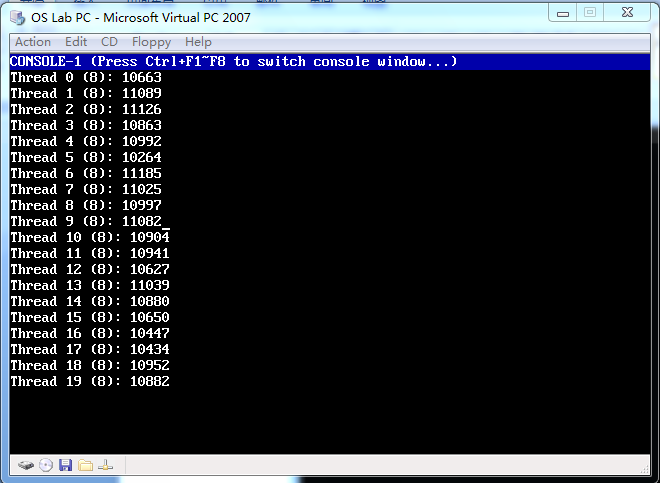 OS Lab PC - Microsoft Virtual PC 2007
Action Edit CD Floppy Help
CONSOLE-1 (Press Ctrl+F1~F8 to switch console window...)
Thread 0 (8): 10663
Thread 1 (8): 11089
Thread 2 (8): 11126
Thread 3 (8): 10863
Thread 4 (8): 10992
Thread 5 (8): 10264
Thread 6 (8): 11185
Thread 7 (8): 11025
Thread 8 (8): 10997
Thread 9 (8): 11082_
Thread 10 (8): 10904
Thread 11 (8): 10941
Thread 12 (8): 10627
Thread 13 (8): 11039
Thread 14 (8): 10880
Thread 15 (8): 10650
Thread 16 (8): 10447
Thread 17 (8): 10434
Thread 18 (8): 10952
Thread 19 (8): 10882